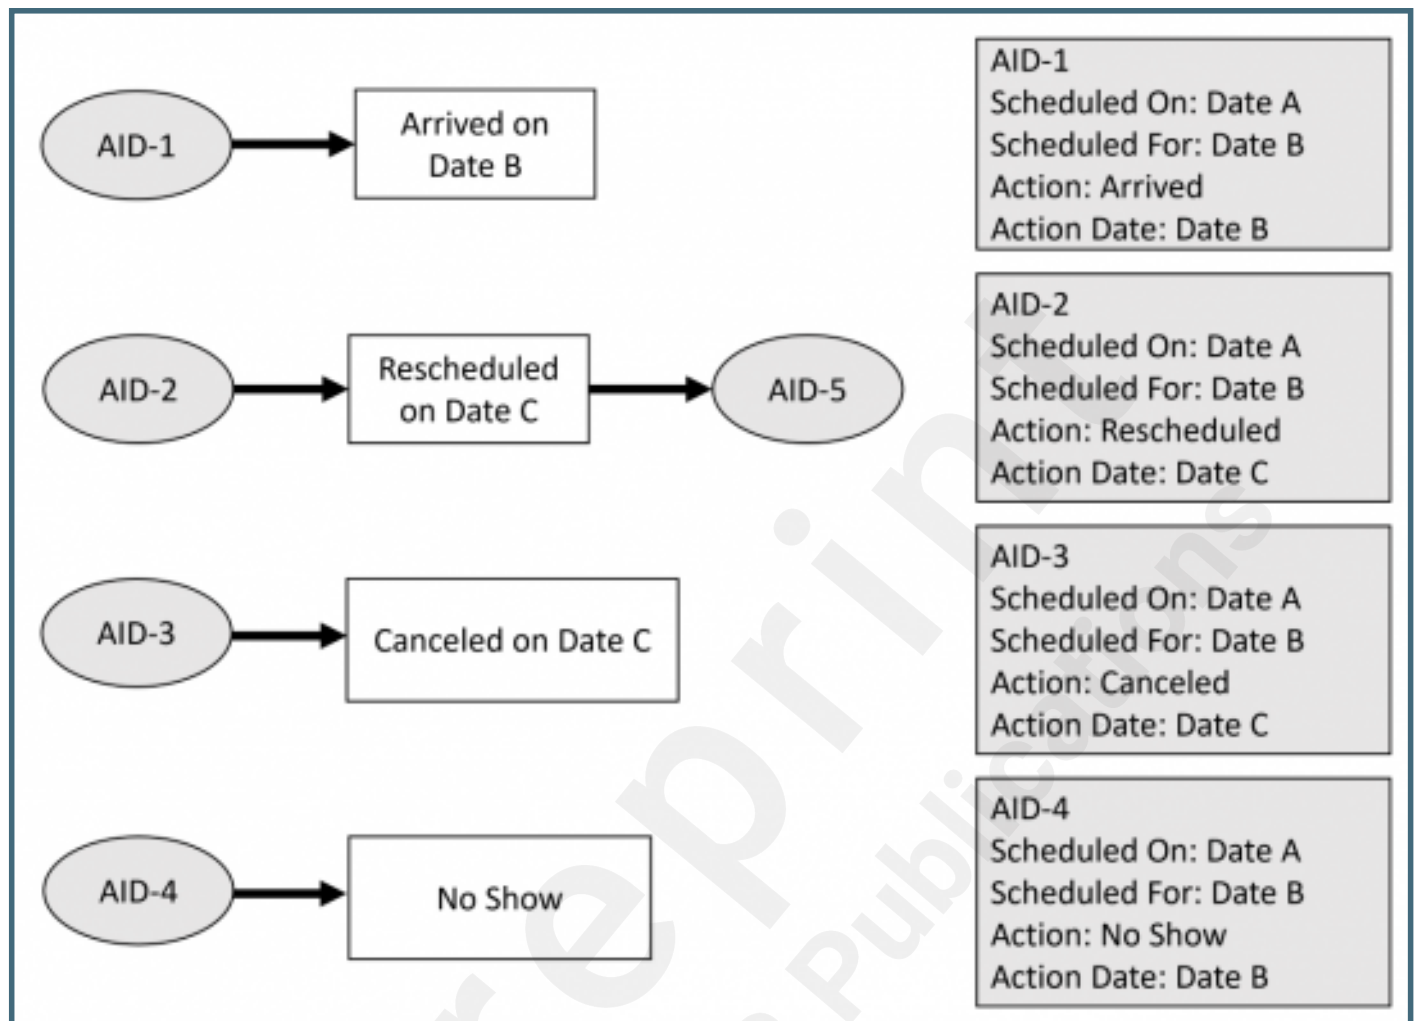 AID-1
Arrived on
Date B
AID-1
Scheduled On: Date A
Scheduled For: Date B
Action: Arrived
Action Date: Date B
AID-2
Rescheduled
on Date C
AID-5
AID-2
Scheduled On: Date A
Scheduled For: Date B
Action: Rescheduled
Action Date: Date C
AID-3
Canceled on Date C
AID-3
Scheduled On: Date A
Scheduled For: Date B
Action: Canceled
Action Date: Date C
AID-4
No Show
AID-4
Scheduled On: Date A
Scheduled For: Date B
Action: No Show
Action Date: Date B
reprint
Publications